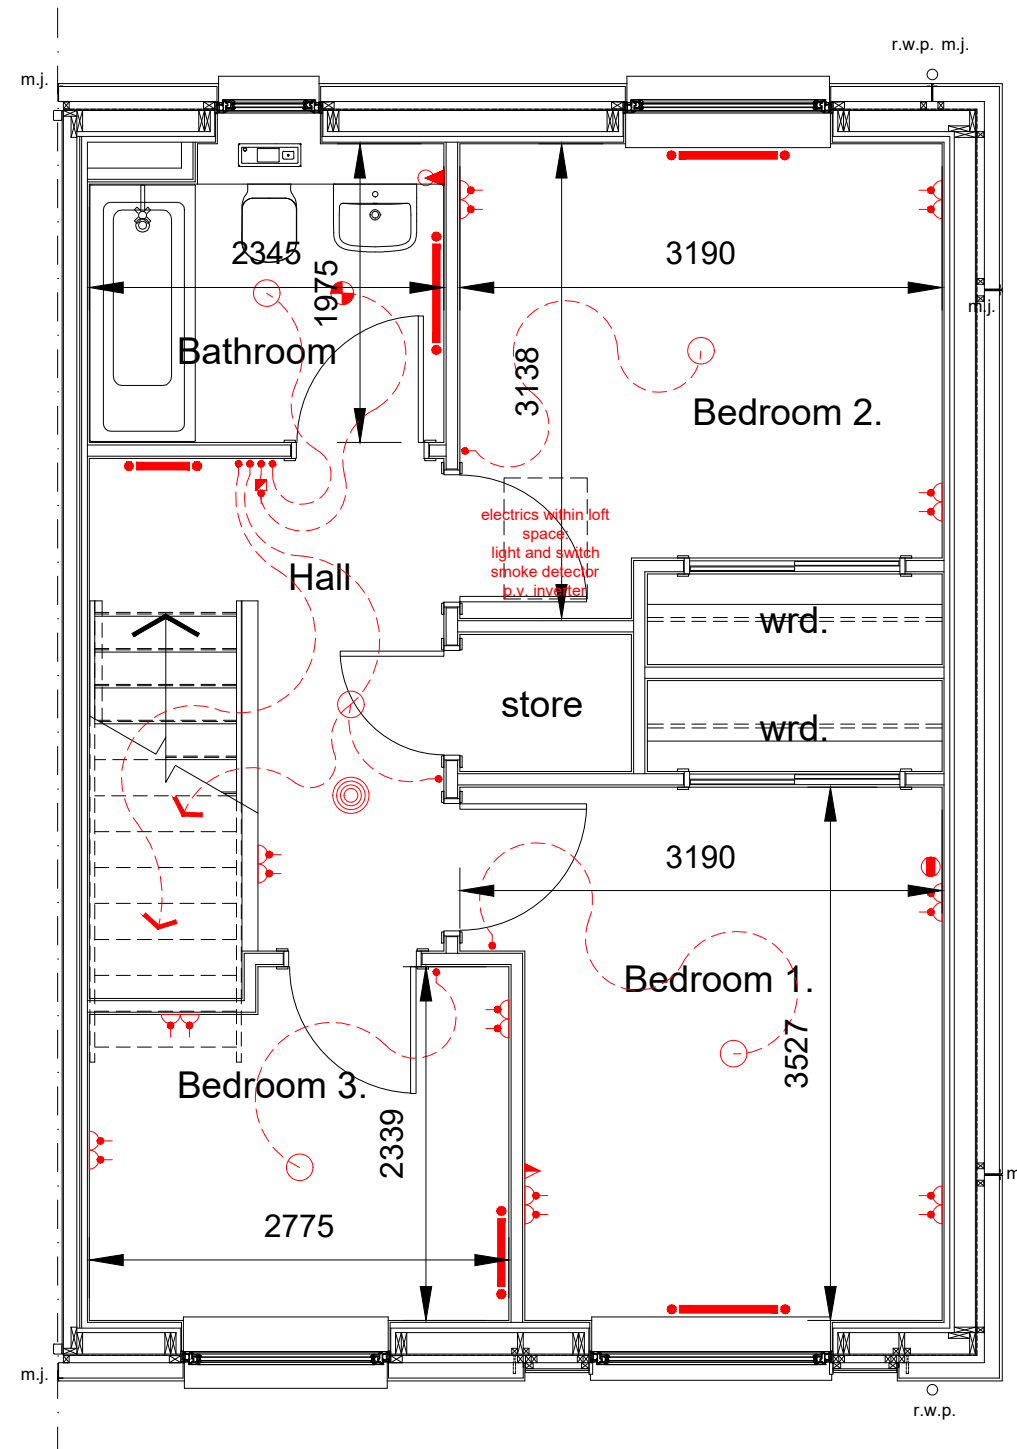 r.w.p. m.j.
m.j.
2345
1975
3190
m.j.
Bathroom
3138
Bedroom 2.
electrics within loft
space:
light and switch
smoke detector
p.v. inverter
Hall
wrd.
store
wrd.
3190
Bedroom 1.
3527
Bedroom 3.
2339
m
2775
m.j.
r.w.p.